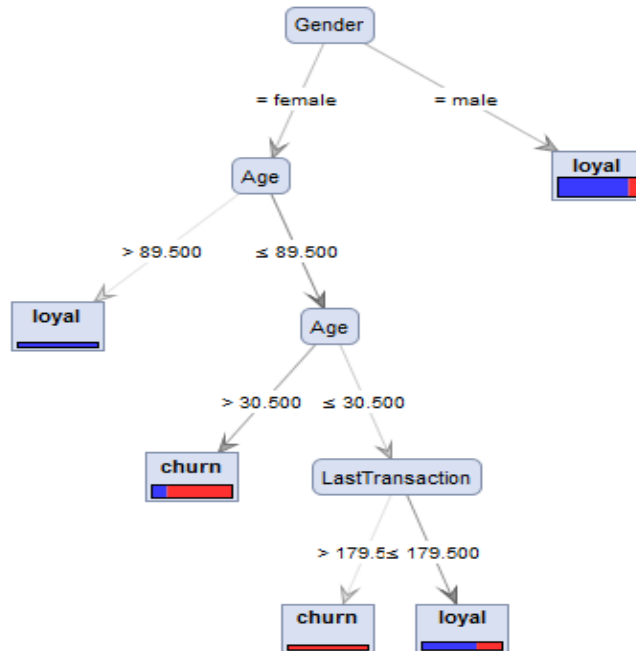 Gender
= female
= male
Age
loyal
> 89.500
≤ 89.500
loyal
Age
> 30.500
≤ 30.500
churn
LastTransaction
> 179.5
≤ 179.500
churn
loyal